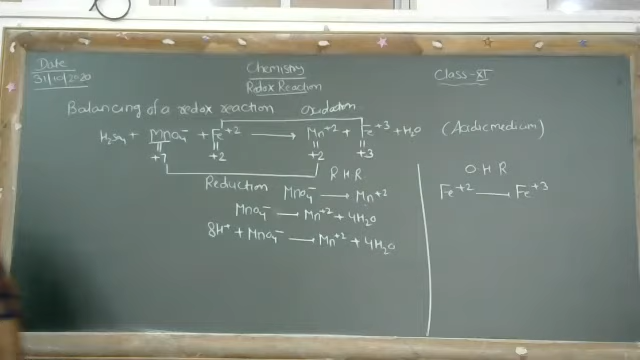 Date
31/10/2020
Chemistry
Redox Reaction
Class-XI
Balancing of a redox reaction oxidation
H2SO4 + MnO4⁻ + Fe⁺² ⟶ Mn⁺² + Fe⁺³ + H2O (Acidic medium)
+7 +2 +2 +3
Reduction
R H R
MnO4⁻ ⟶ Mn⁺²
MnO4⁻ ⟶ Mn⁺² + 4H2O
8H⁺ + MnO4⁻ ⟶ Mn⁺² + 4H2O
O H R
Fe⁺² ⟶ Fe⁺³